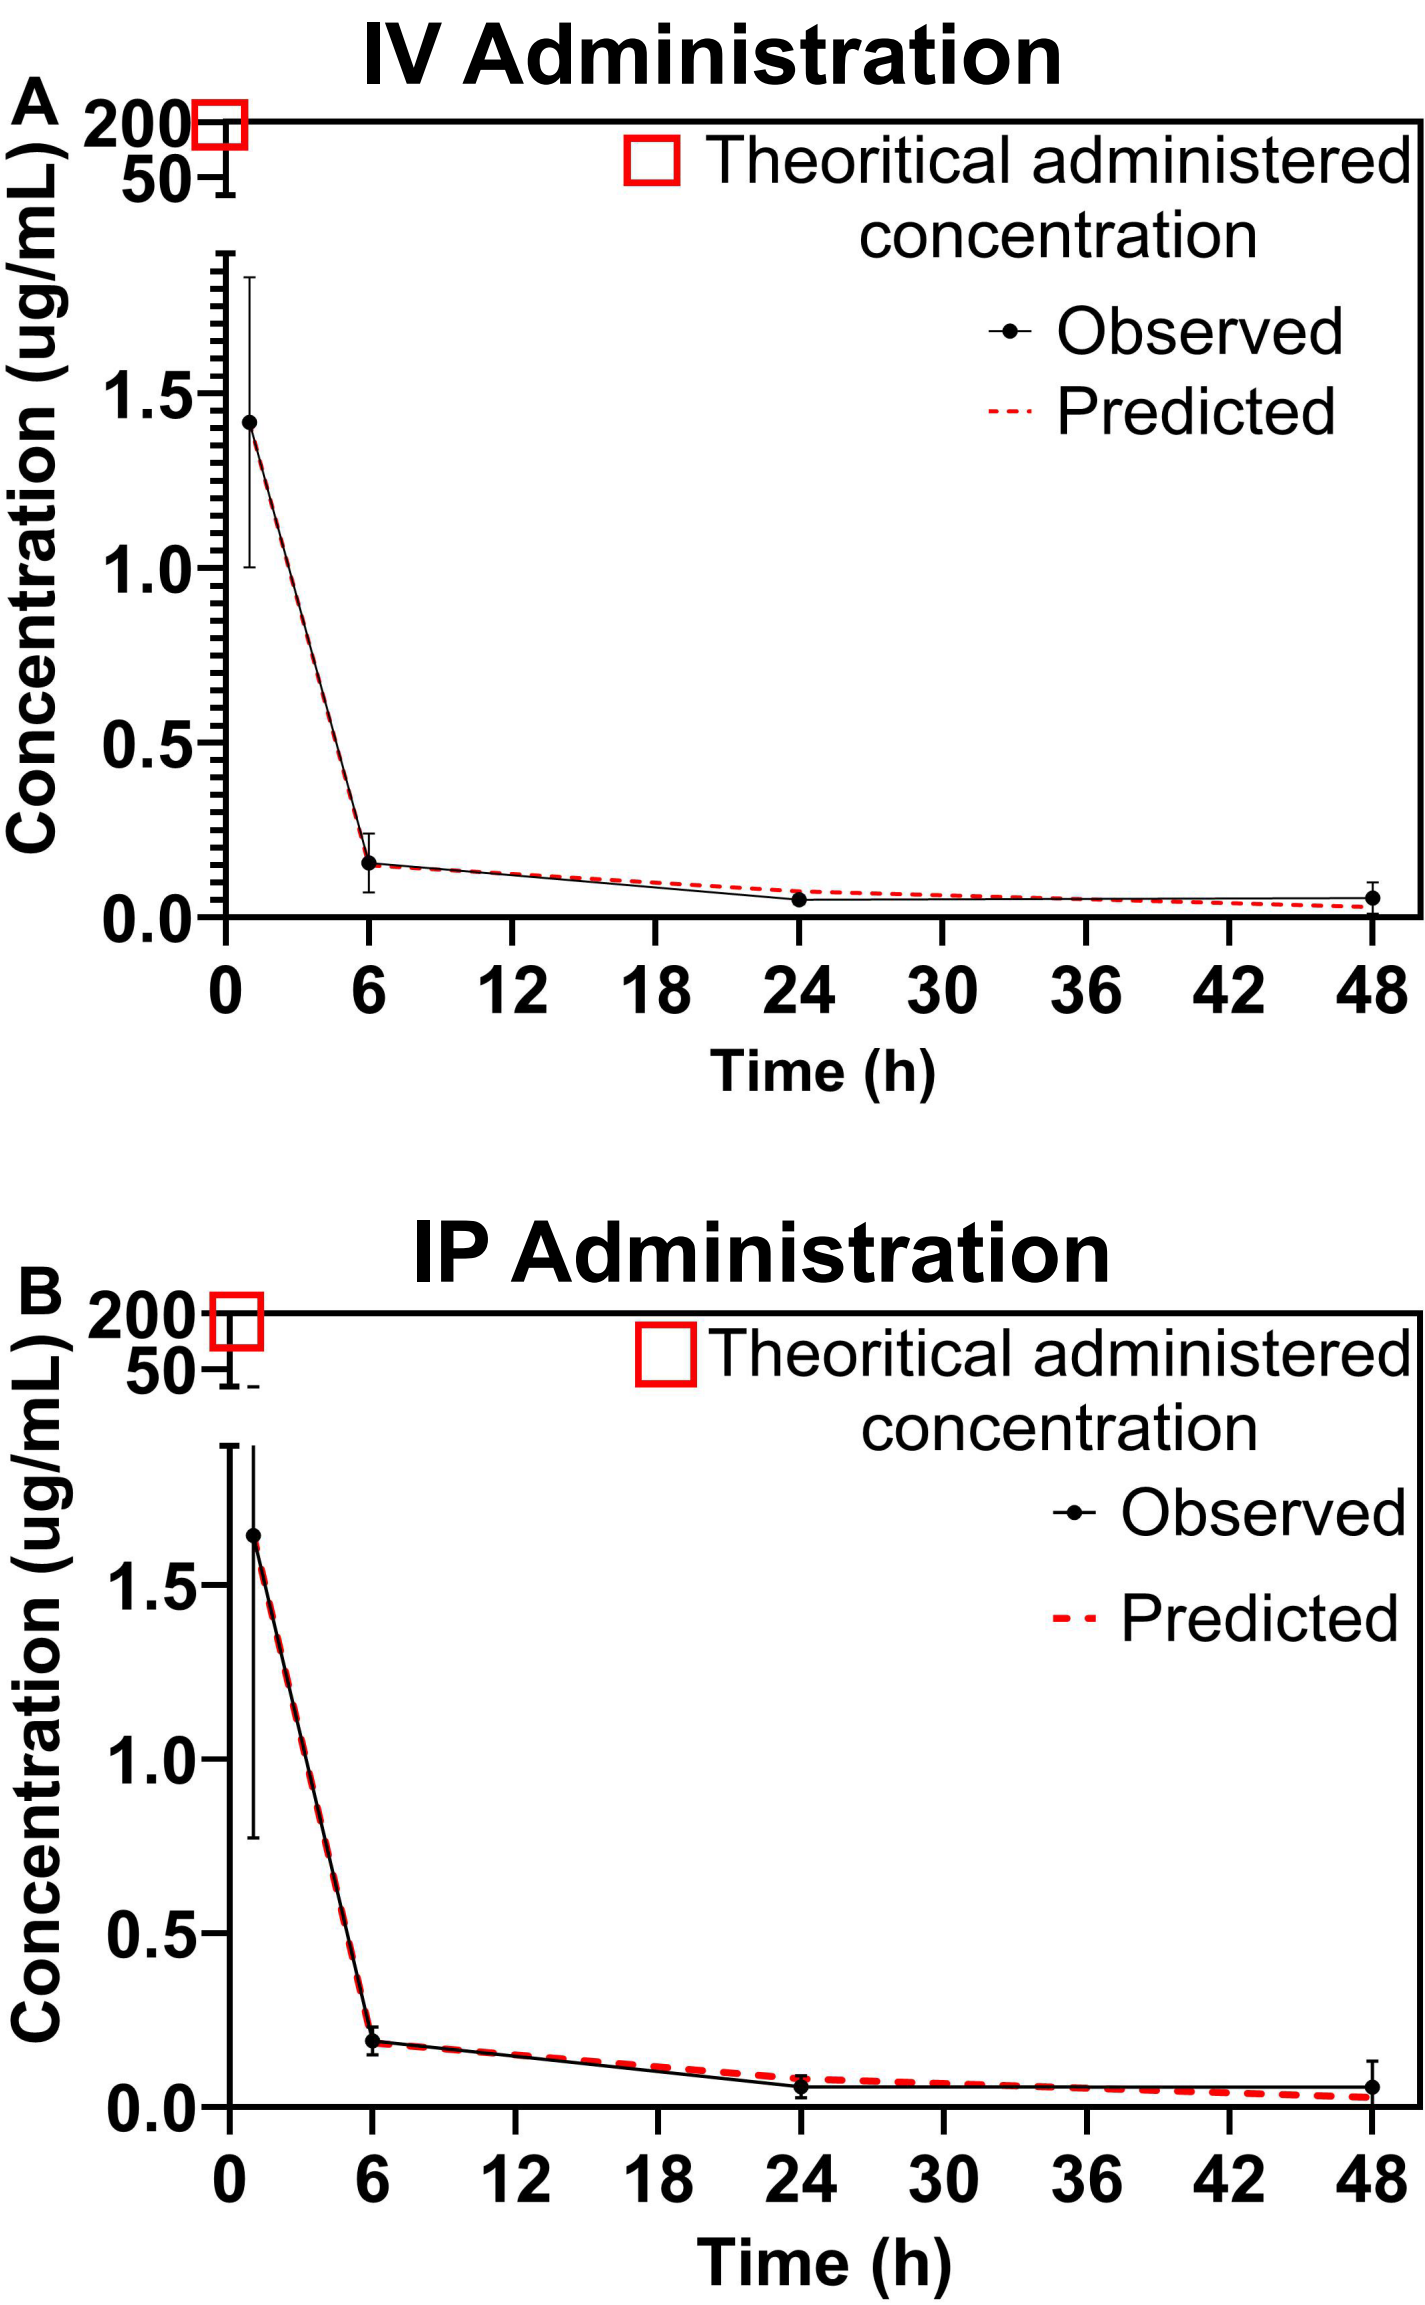 IV Administration
A
200
50
1.5
1.0
0.5
0.0
Concentration (ug/mL)
Theoritical administered
concentration
Observed
Predicted
0 6 12 18 24 30 36 42 48
Time (h)
IP Administration
B
200
50
1.5
1.0
0.5
0.0
Concentration (ug/mL)
Theoritical administered
concentration
Observed
Predicted
0 6 12 18 24 30 36 42 48
Time (h)